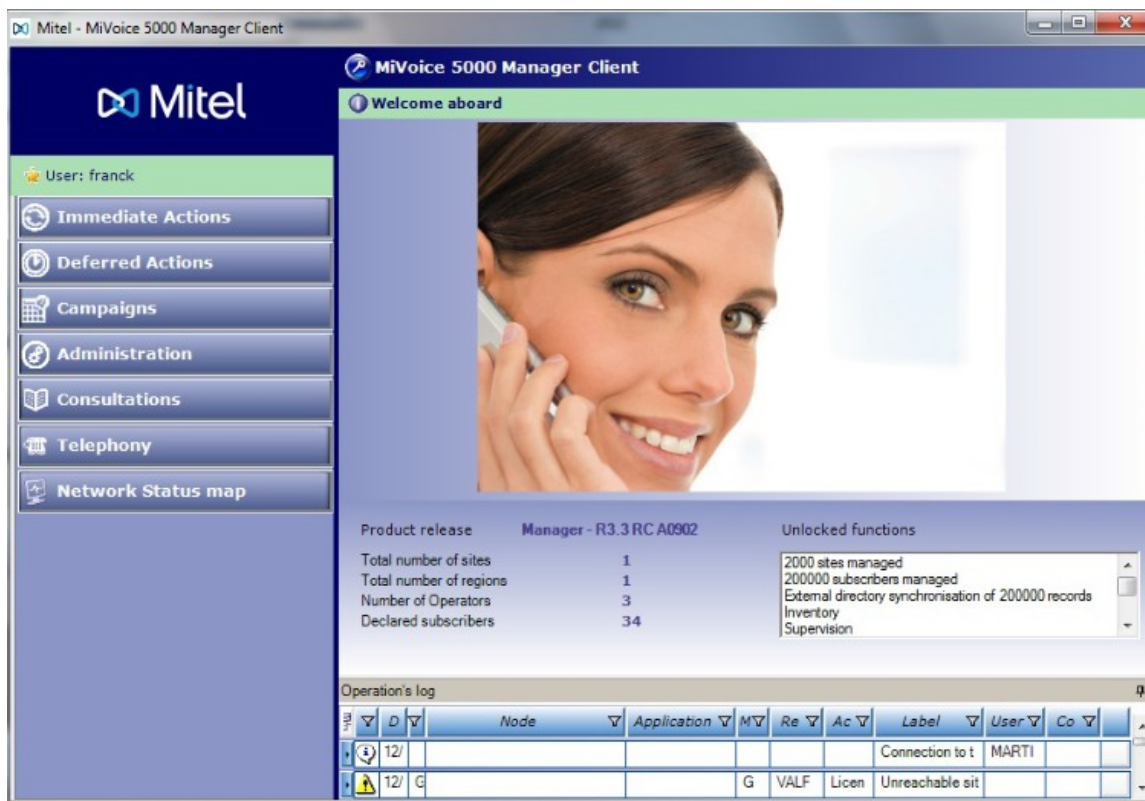 Mitel - MiVoice 5000 Manager Client
Mitel
MiVoice 5000 Manager Client
Welcome aboard
User: franck
Immediate Actions
Deferred Actions
Campaigns
Administration
Consultations
Telephony
Network Status map
Product release Manager - R3.3 RC A0902
Total number of sites 1
Total number of regions 1
Number of Operators 3
Declared subscribers 34
Unlocked functions
2000 sites managed
200000 subscribers managed
External directory synchronisation of 200000 records
Inventory
Supervision
Operation's log
D Node Application M Re Ac Label User Co
12/ Connection to t MARTI
12/ G G VALF Licen Unreachable sit